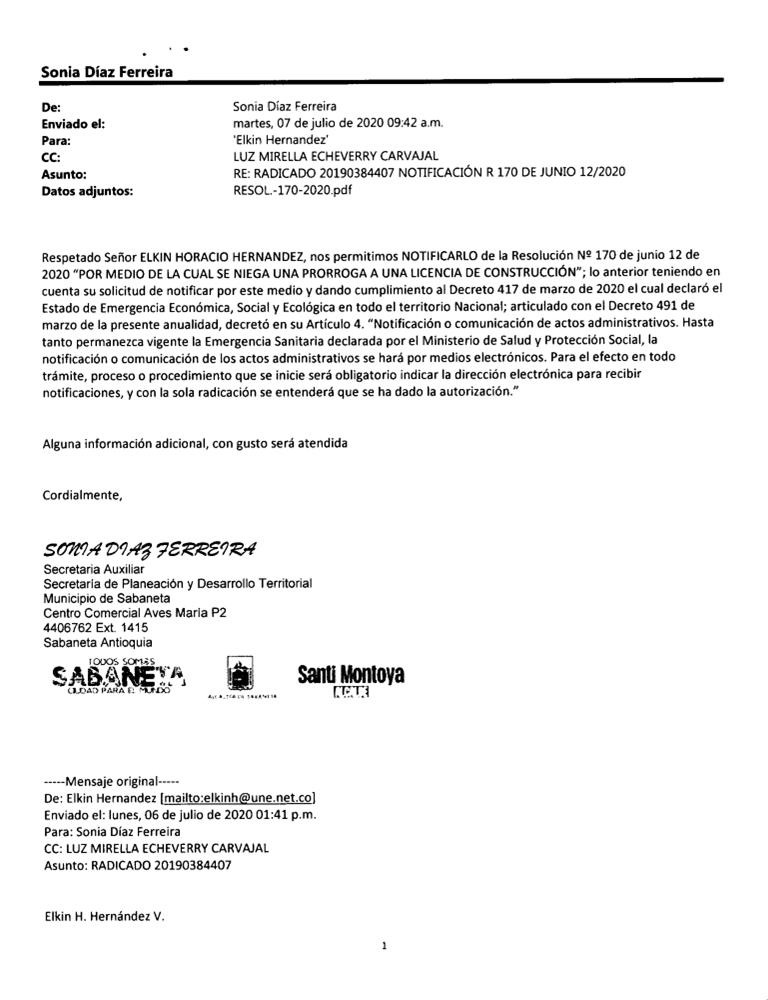 Sonia Díaz Ferreira
De: Sonia Díaz Ferreira
Enviado el: martes, 07 de julio de 2020 09:42 a.m.
Para: 'Elkin Hernandez'
CC: LUZ MIRELLA ECHEVERRY CARVAJAL
Asunto: RE: RADICADO 20190384407 NOTIFICACIÓN R 170 DE JUNIO 12/2020
Datos adjuntos: RESOL.-170-2020.pdf
Respetado Señor ELKIN HORACIO HERNANDEZ, nos permitimos NOTIFICARLO de la Resolución Nº 170 de junio 12 de
2020 “POR MEDIO DE LA CUAL SE NIEGA UNA PRORROGA A UNA LICENCIA DE CONSTRUCCIÓN”; lo anterior teniendo en
cuenta su solicitud de notificar por este medio y dando cumplimiento al Decreto 417 de marzo de 2020 el cual declaró el
Estado de Emergencia Económica, Social y Ecológica en todo el territorio Nacional; articulado con el Decreto 491 de
marzo de la presente anualidad, decretó en su Artículo 4. “Notificación o comunicación de actos administrativos. Hasta
tanto permanezca vigente la Emergencia Sanitaria declarada por el Ministerio de Salud y Protección Social, la
notificación o comunicación de los actos administrativos se hará por medios electrónicos. Para el efecto en todo
trámite, proceso o procedimiento que se inicie será obligatorio indicar la dirección electrónica para recibir
notificaciones, y con la sola radicación se entenderá que se ha dado la autorización.”
Alguna información adicional, con gusto será atendida
Cordialmente,
SONIA DIAZ FERREIRA
Secretaria Auxiliar
Secretaría de Planeación y Desarrollo Territorial
Municipio de Sabaneta
Centro Comercial Aves María P2
4406762 Ext. 1415
Sabaneta Antioquia
TODOS SOMOS
SABANETA
CIUDAD PARA EL MUNDO
ALCALDÍA DE SABANETA
Santi Montoya
-----Mensaje original-----
De: Elkin Hernandez [mailto:elkinh@une.net.co]
Enviado el: lunes, 06 de julio de 2020 01:41 p.m.
Para: Sonia Díaz Ferreira
CC: LUZ MIRELLA ECHEVERRY CARVAJAL
Asunto: RADICADO 20190384407
Elkin H. Hernández V.
1